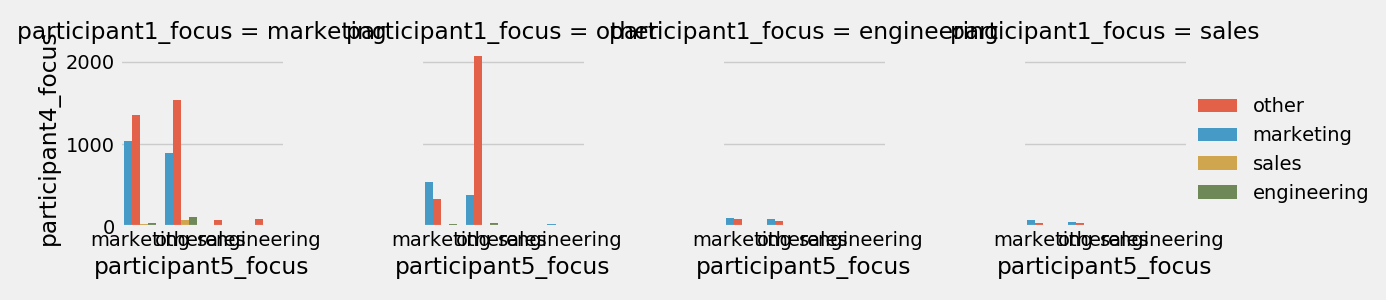 participant1_focus = marketing
participant1_focus = other
participant1_focus = engineering
participant1_focus = sales
participant4_focus
2000
1000
0
marketing other sales engineering
marketing other sales engineering
marketing other sales engineering
marketing other sales engineering
participant5_focus
participant5_focus
participant5_focus
participant5_focus
other
marketing
sales
engineering